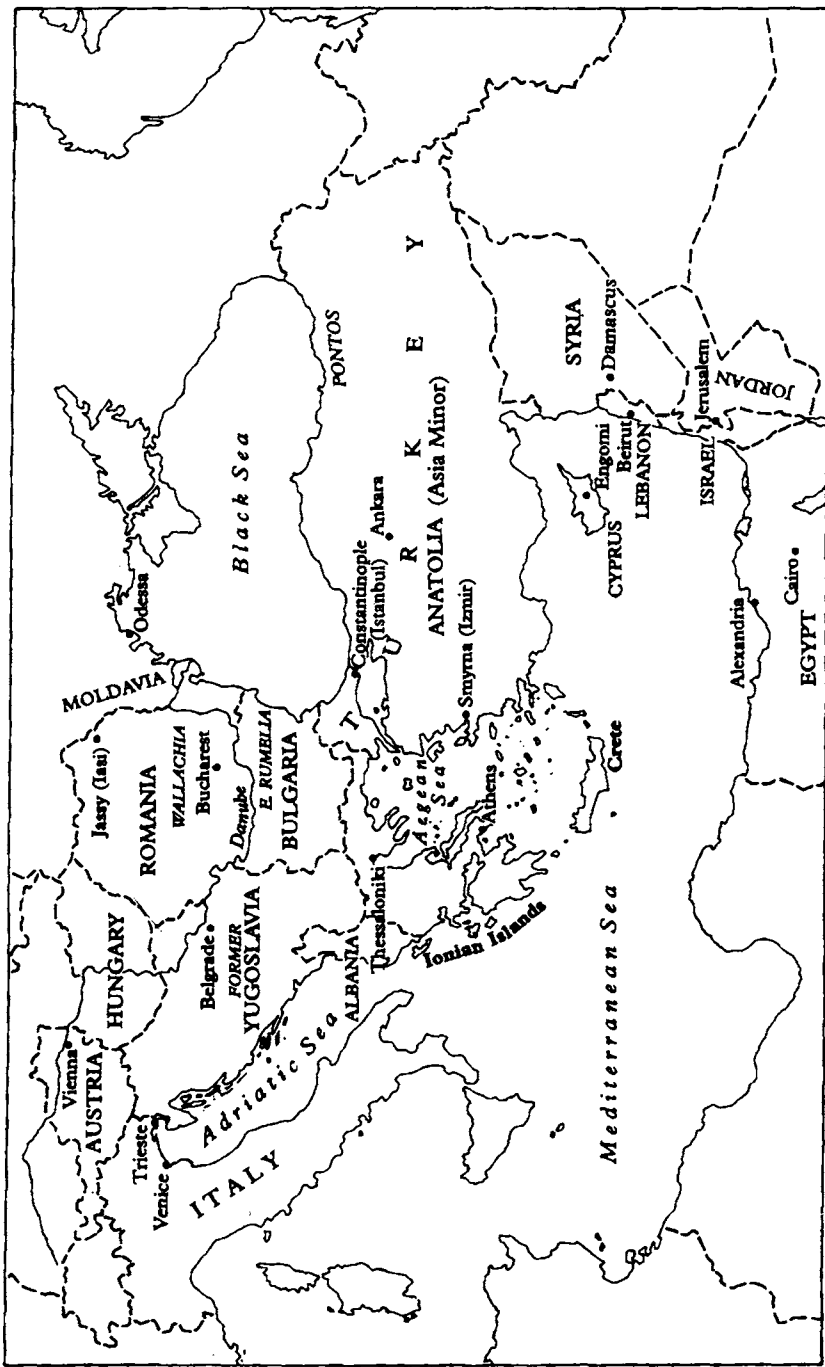 Vienna
AUSTRIA
HUNGARY
Trieste
Venice
ITALY
Adriatic Sea
Belgrade
FORMER
YUGOSLAVIA
ALBANIA
Jassy (Iasi)
MOLDAVIA
ROMANIA
WALLACHIA
Bucharest
Danube
E. RUMELIA
BULGARIA
Odessa
Black Sea
PONTOS
Constantinople
(Istanbul)
Ankara
TURKEY
ANATOLIA (Asia Minor)
Smyrna (Izmir)
Thessaloniki
Aegean
Sea
Athens
Ionian Islands
Crete
Mediterranean Sea
CYPRUS
Engomi
Beirut
LEBANON
SYRIA
Damascus
ISRAEL
Jerusalem
JORDAN
Alexandria
Cairo
EGYPT